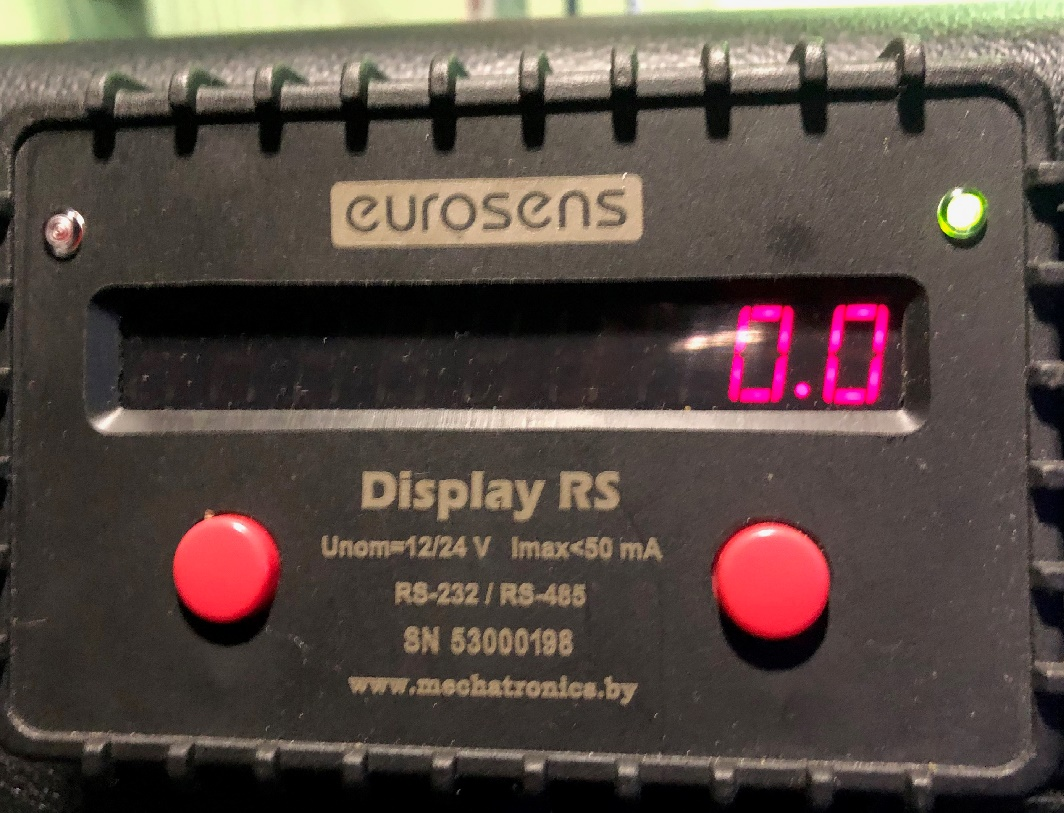 eurosens
0.0
Display RS
Unom=12/24 V Imax<50 mA
RS-232 / RS-485
SN 53000198
www.mechatronics.by